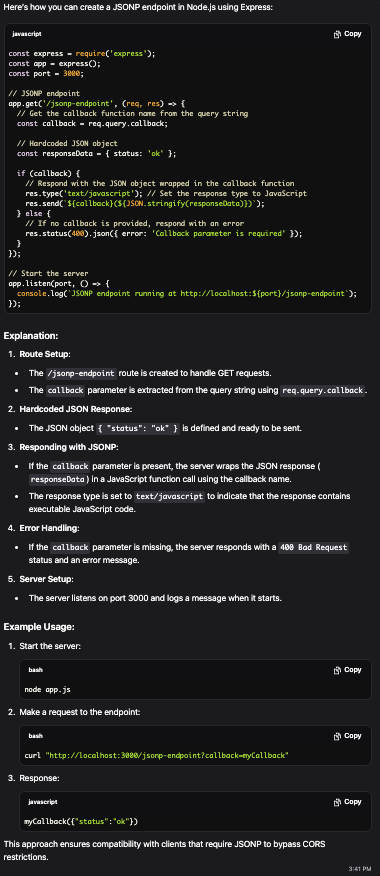 Here's how you can create a JSONP endpoint in Node.js using Express:
javascript
Copy
const express = require('express');
const app = express();
const port = 3000;
// JSONP endpoint
app.get('/jsonp-endpoint', (req, res) => {
// Get the callback function name from the query string
const callback = req.query.callback;
// Hardcoded JSON object
const responseData = { status: 'ok' };
if (callback) {
// Respond with the JSON object wrapped in the callback function
res.type('text/javascript'); // Set the response type to JavaScript
res.send(`${callback}(${JSON.stringify(responseData)})`);
} else {
// If no callback is provided, respond with an error
res.status(400).json({ error: 'Callback parameter is required' });
}
});
// Start the server
app.listen(port, () => {
console.log(`JSONP endpoint running at http://localhost:${port}/jsonp-endpoint`);
});
Explanation:
1. Route Setup:
• The /jsonp-endpoint route is created to handle GET requests.
• The callback parameter is extracted from the query string using req.query.callback.
2. Hardcoded JSON Response:
• The JSON object { "status": "ok" } is defined and ready to be sent.
3. Responding with JSONP:
• If the callback parameter is present, the server wraps the JSON response (
responseData) in a JavaScript function call using the callback name.
• The response type is set to text/javascript to indicate that the response contains
executable JavaScript code.
4. Error Handling:
• If the callback parameter is missing, the server responds with a 400 Bad Request
status and an error message.
5. Server Setup:
• The server listens on port 3000 and logs a message when it starts.
Example Usage:
1. Start the server:
bash
Copy
node app.js
2. Make a request to the endpoint:
bash
Copy
curl "http://localhost:3000/jsonp-endpoint?callback=myCallback"
3. Response:
javascript
Copy
myCallback({"status":"ok"})
This approach ensures compatibility with clients that require JSONP to bypass CORS
restrictions.
3:41 PM